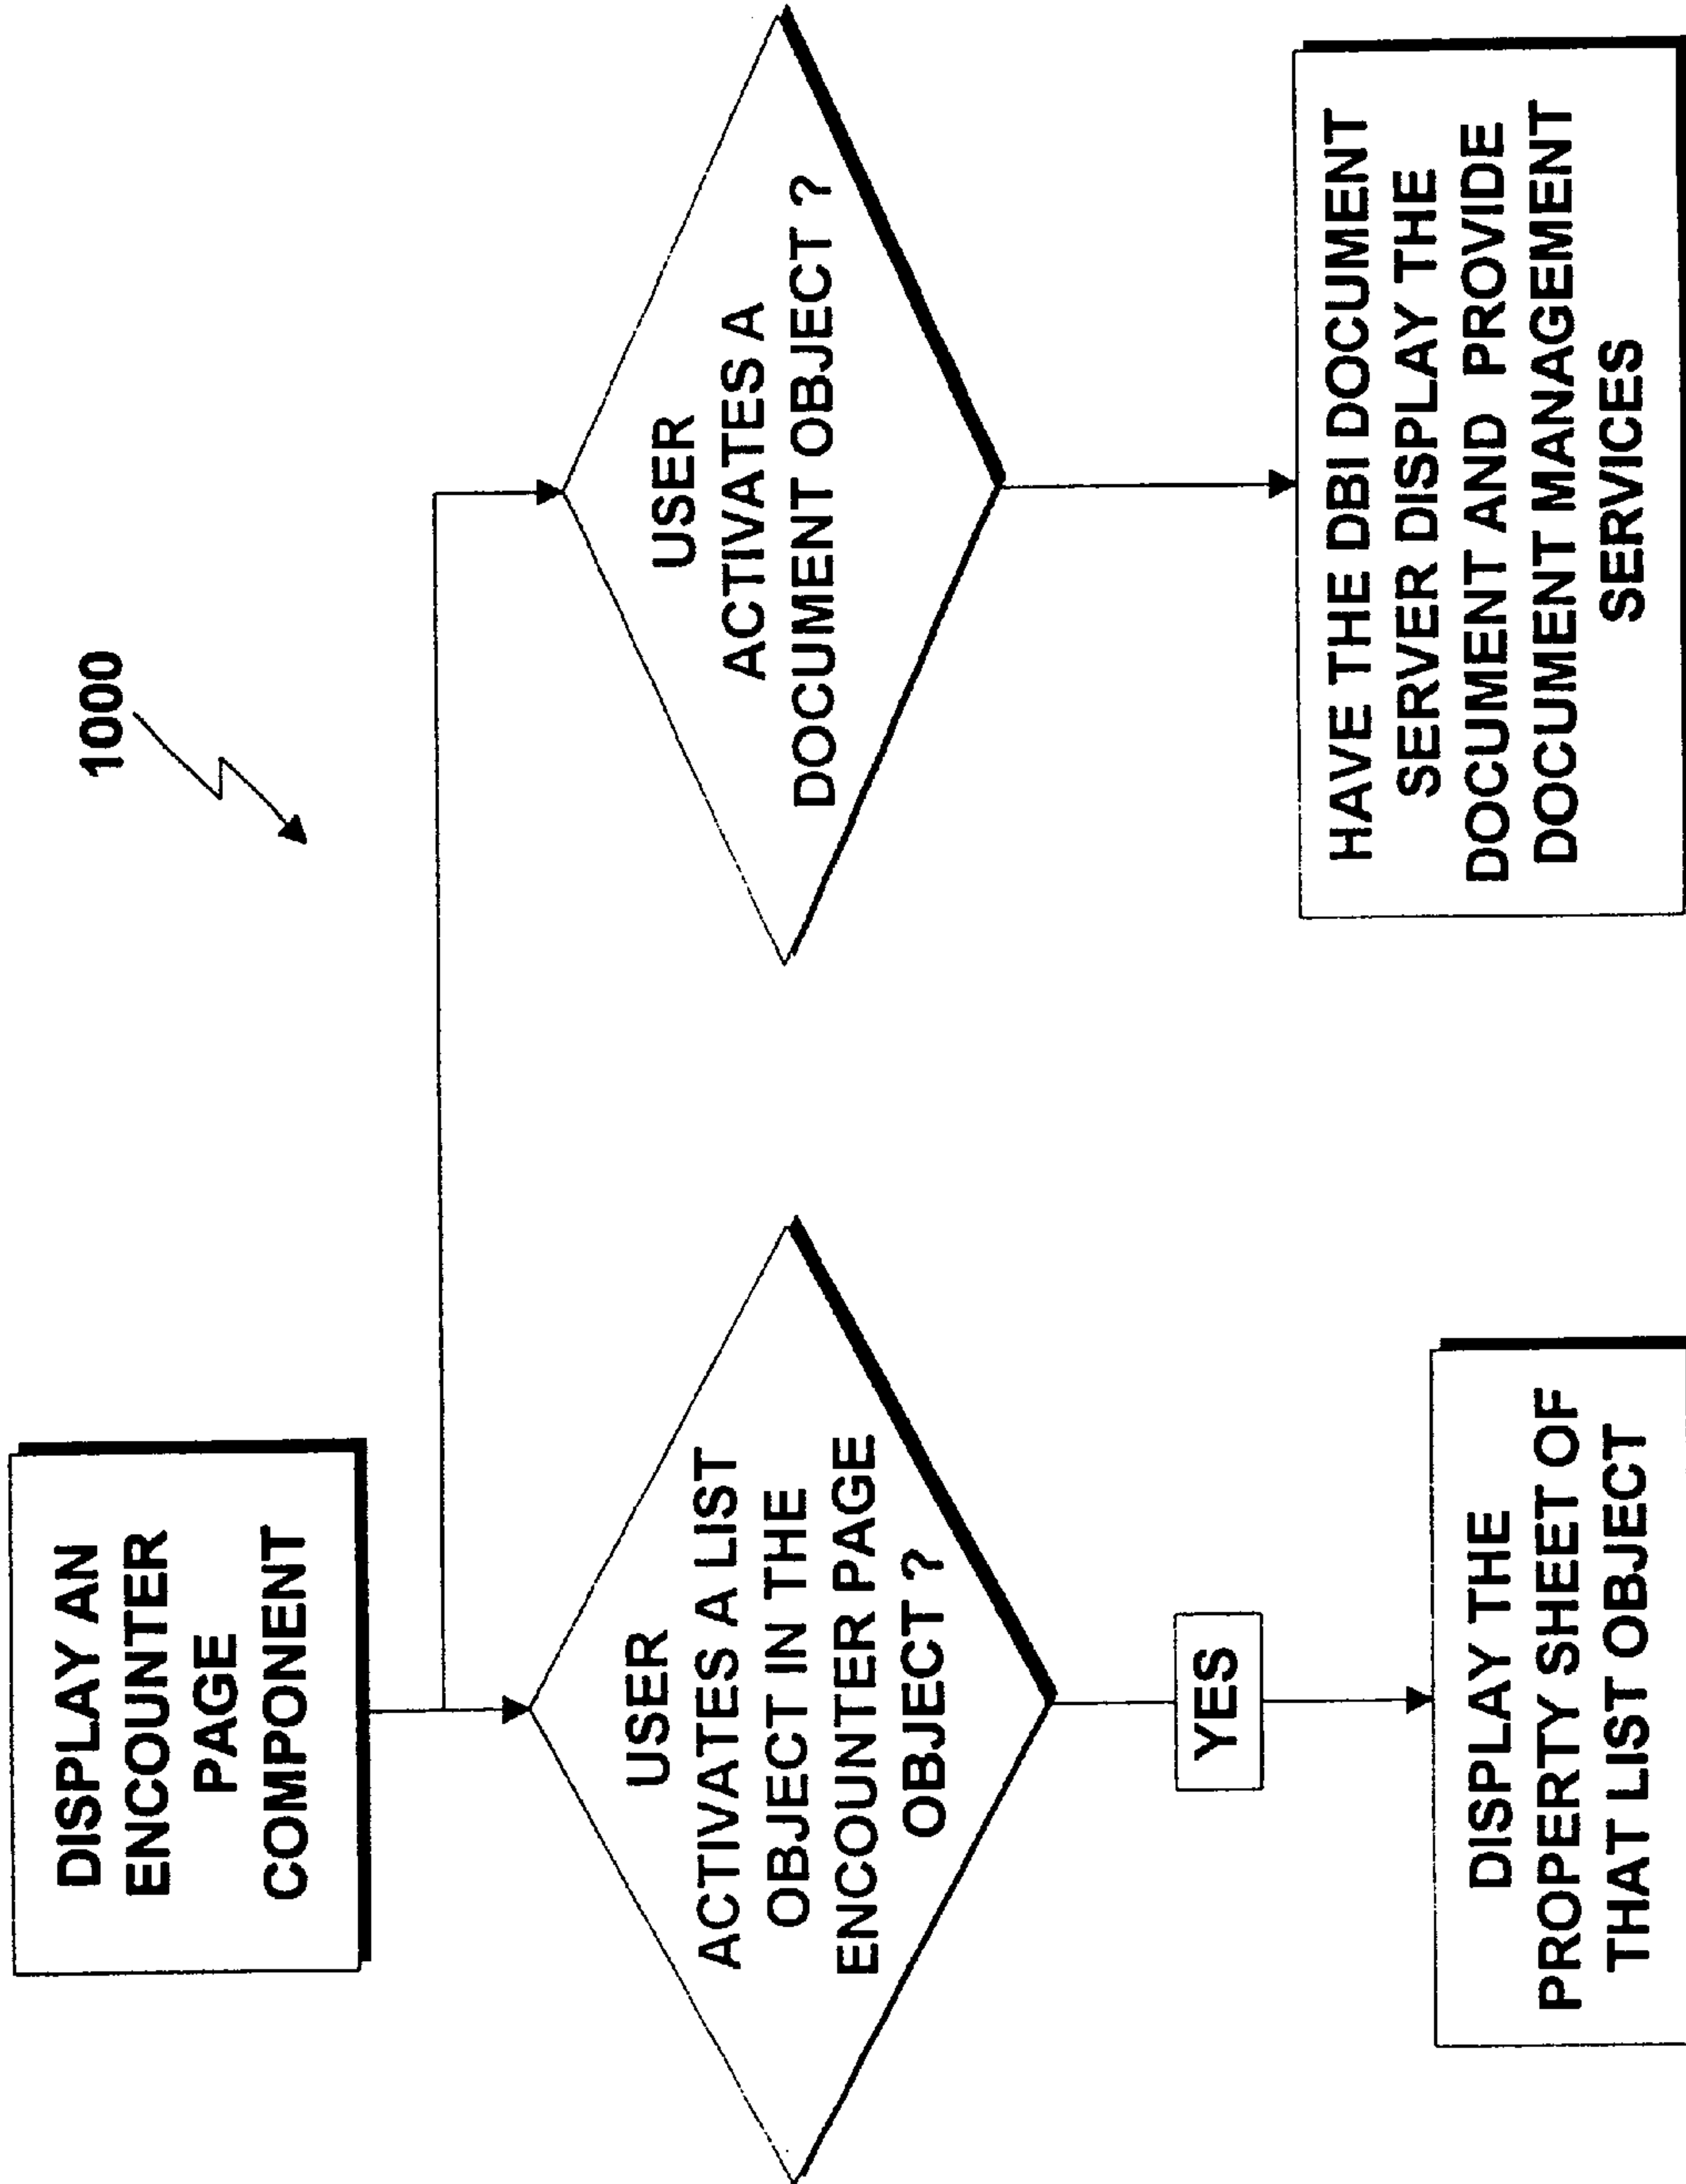 1000
DISPLAY AN
ENCOUNTER
PAGE
COMPONENT
USER
ACTIVATES A LIST
OBJECT IN THE
ENCOUNTER PAGE
OBJECT ?
YES
DISPLAY THE
PROPERTY SHEET OF
THAT LIST OBJECT
USER
ACTIVATES A
DOCUMENT OBJECT ?
HAVE THE DBI DOCUMENT
SERVER DISPLAY THE
DOCUMENT AND PROVIDE
DOCUMENT MANAGEMENT
SERVICES